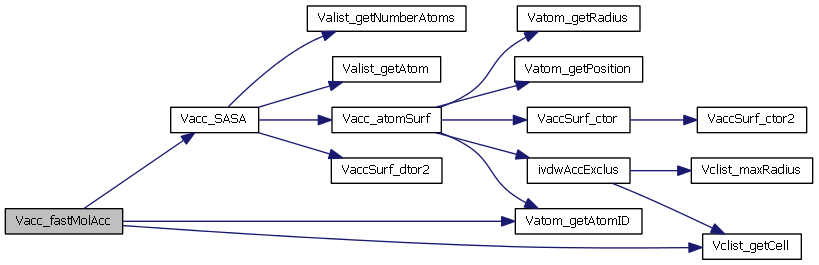 Valist_getNumberAtoms
Vatom_getRadius
Valist_getAtom
Vatom_getPosition
Vacc_SASA
Vacc_atomSurf
VaccSurf_ctor
VaccSurf_ctor2
VaccSurf_dtor2
ivdwAccExclus
Vclist_maxRadius
Vacc_fastMolAcc
Vatom_getAtomID
Vclist_getCell